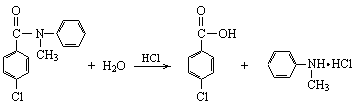 O O
C N C OH
CH₃ + H₂O HCl + NH•HCl
CH₃
Cl Cl